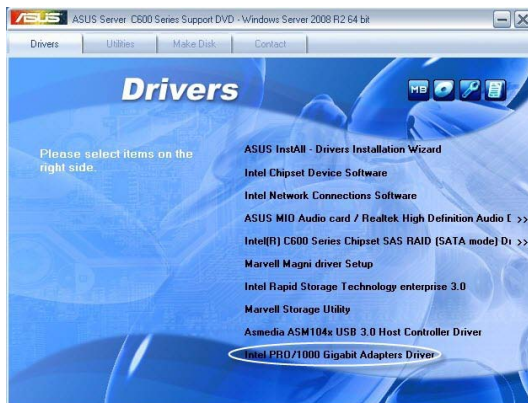 ASUS ASUS Server C600 Series Support DVD - Windows Server 2008 R2 64 bit
Drivers Utilities Make Disk Contact
Drivers
MB
Please select items on the
right side.
ASUS InstAll - Drivers Installation Wizard
Intel Chipset Device Software
Intel Network Connections Software
ASUS MIO Audio card / Realtek High Definition Audio D >>
Intel(R) C600 Series Chipset SAS RAID (SATA mode) Dr >>
Marvell Magni driver Setup
Intel Rapid Storage Technology enterprise 3.0
Marvell Storage Utility
Asmedia ASM104x USB 3.0 Host Controller Driver
Intel PRO/1000 Gigabit Adapters Driver